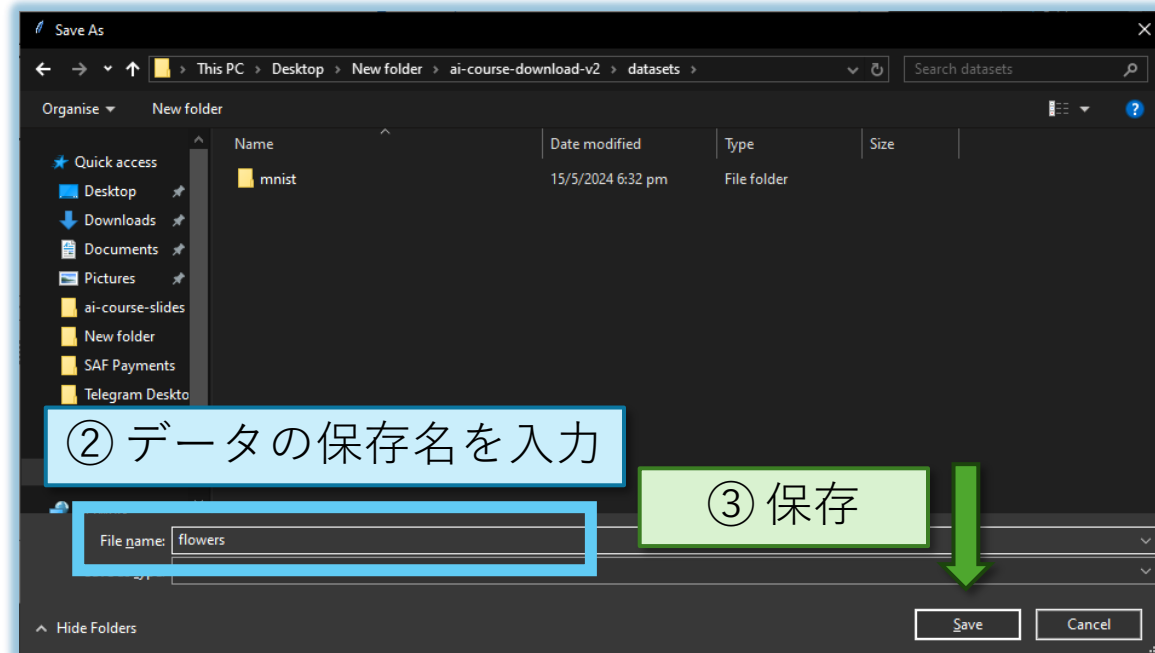 Save As
This PC > Desktop > New folder > ai-course-download-v2 > datasets >
Search datasets
Organise
New folder
Name
Date modified
Type
Size
Quick access
mnist
15/5/2024 6:32 pm
File folder
Desktop
Downloads
Documents
Pictures
ai-course-slides
New folder
SAF Payments
Telegram Deskto
② データの保存名を入力
③ 保存
File name: flowers
Hide Folders
Save
Cancel